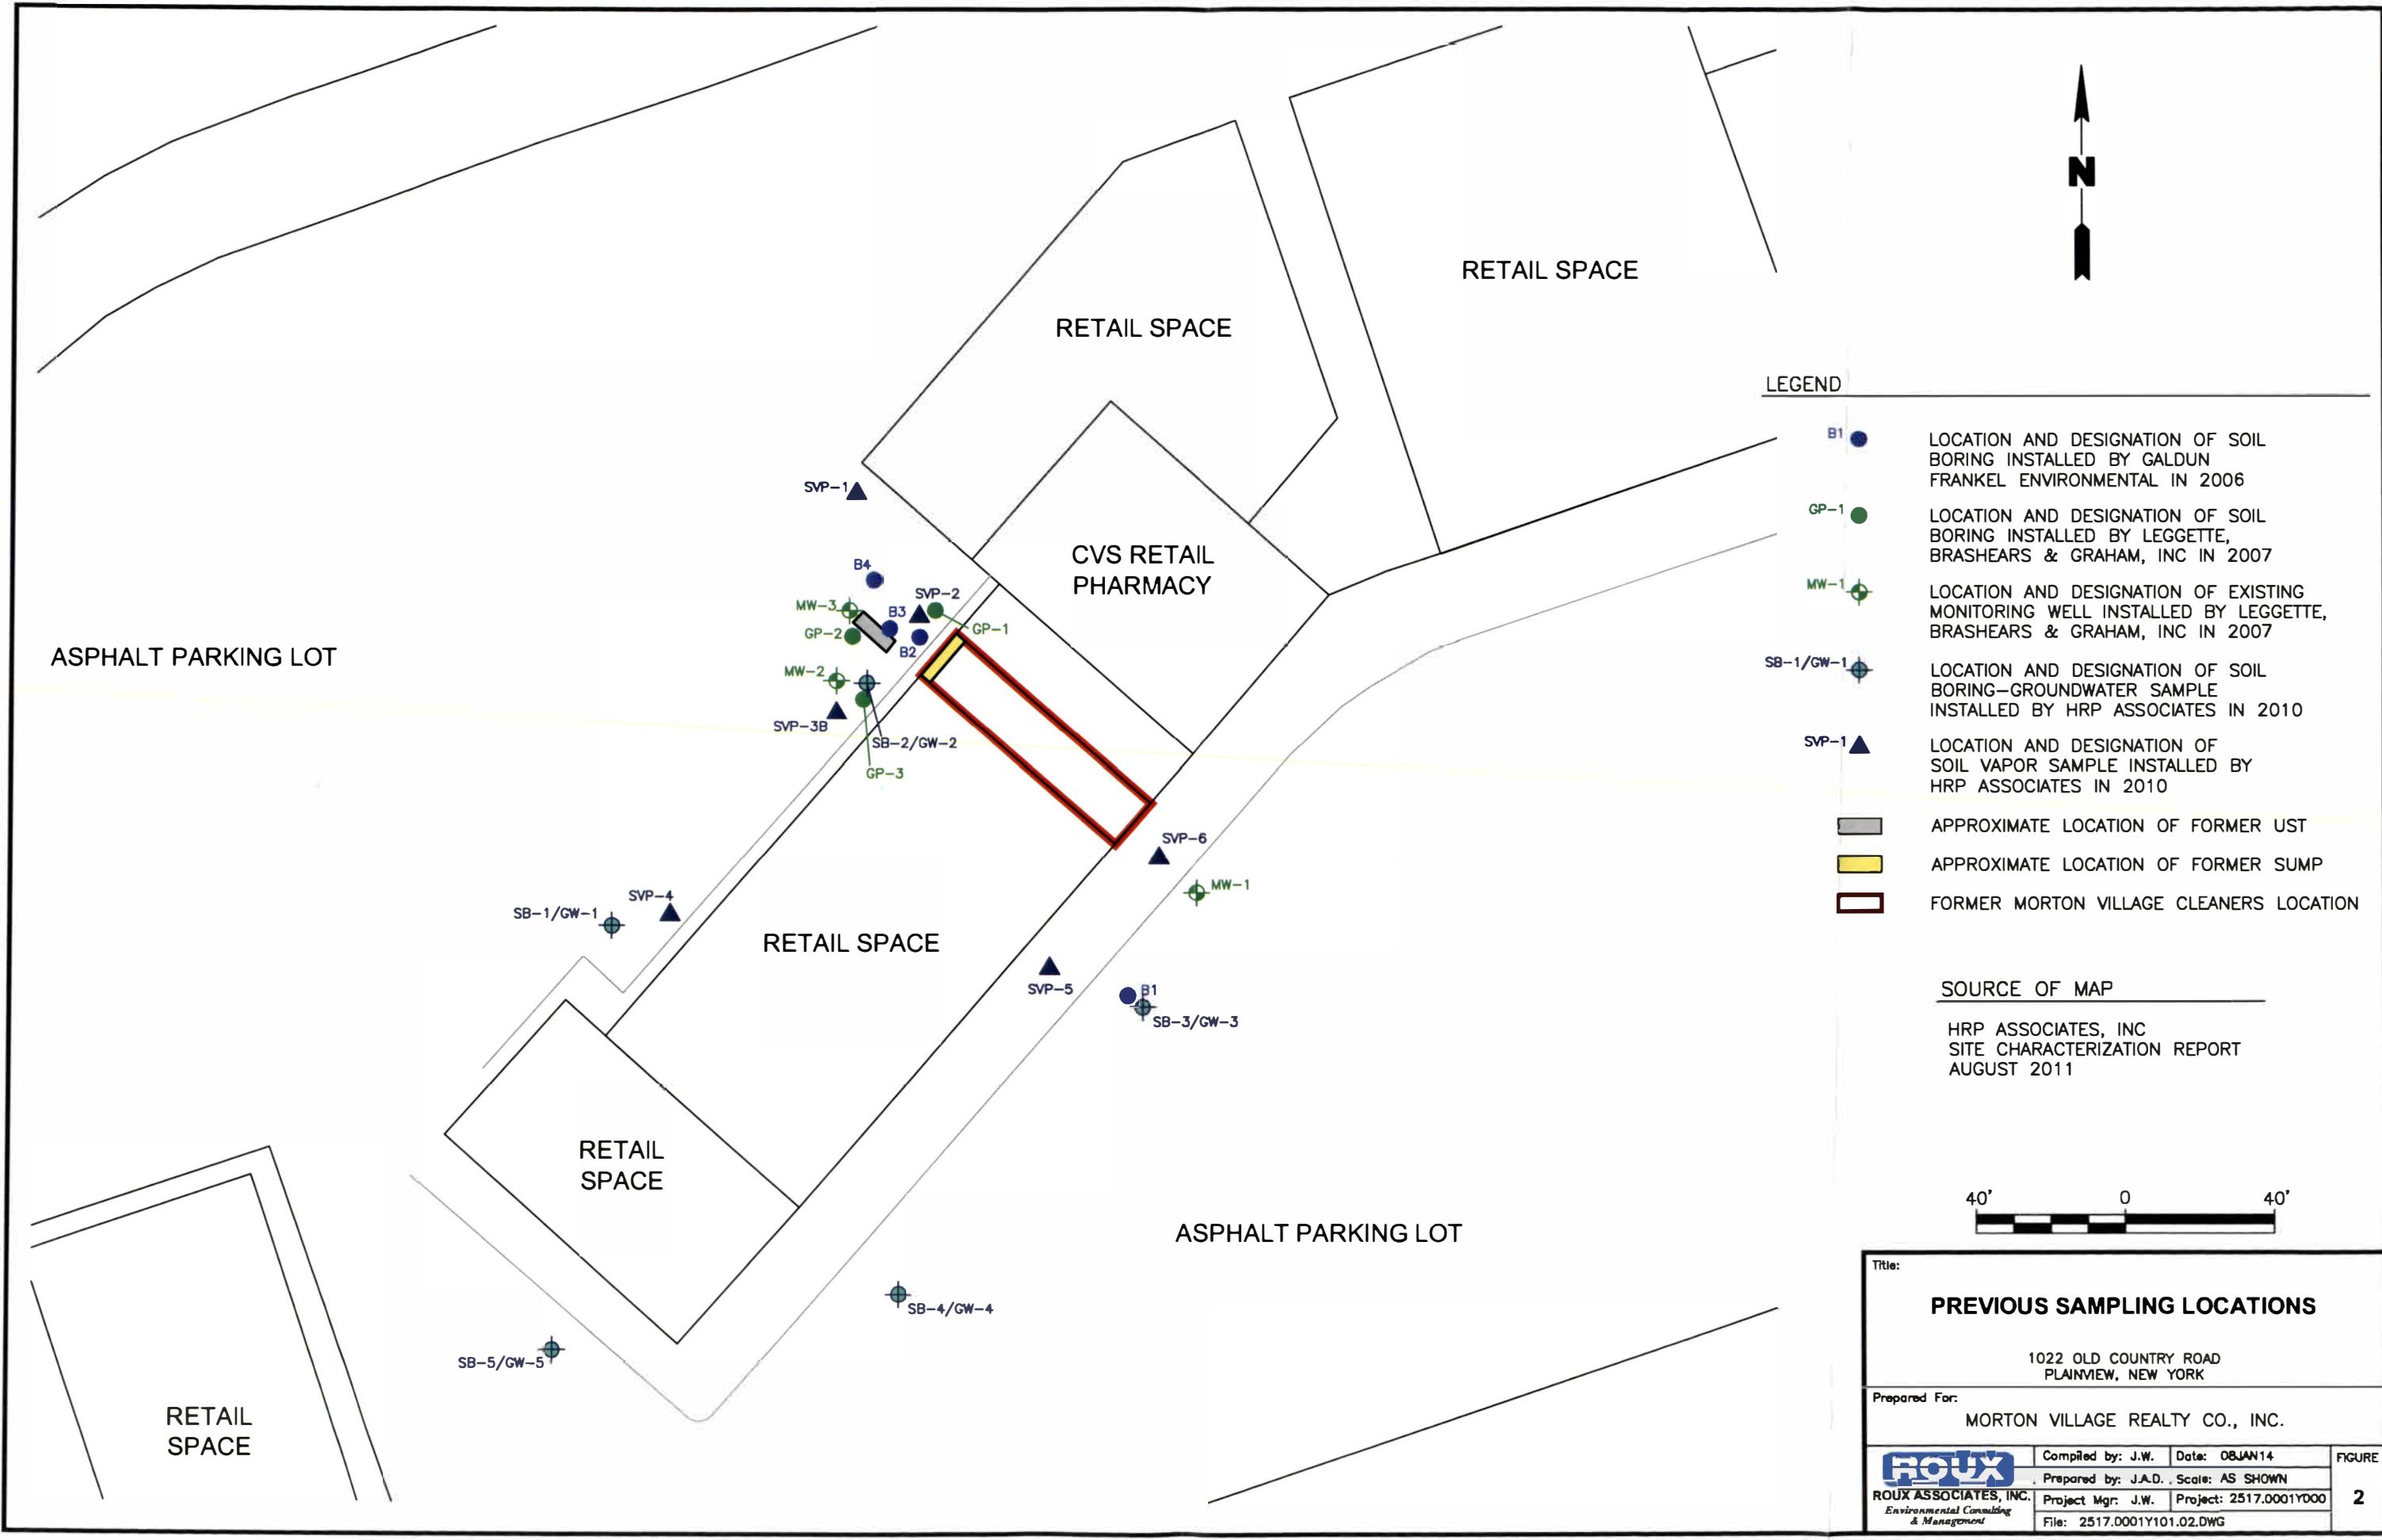 RETAIL SPACE
RETAIL SPACE
CVS RETAIL
PHARMACY
SVP-1
B4
SVP-2
MW-3
B3
GP-1
GP-2
B2
ASPHALT PARKING LOT
MW-2
SVP-3B
SB-2/GW-2
GP-3
SVP-6
MW-1
SVP-4
SB-1/GW-1
RETAIL SPACE
SVP-5
B1
SB-3/GW-3
RETAIL
SPACE
ASPHALT PARKING LOT
SB-4/GW-4
SB-5/GW-5
RETAIL
SPACE
N
LEGEND
B1
LOCATION AND DESIGNATION OF SOIL
BORING INSTALLED BY GALDUN
FRANKEL ENVIRONMENTAL IN 2006
GP-1
LOCATION AND DESIGNATION OF SOIL
BORING INSTALLED BY LEGGETTE,
BRASHEARS & GRAHAM, INC IN 2007
MW-1
LOCATION AND DESIGNATION OF EXISTING
MONITORING WELL INSTALLED BY LEGGETTE,
BRASHEARS & GRAHAM, INC IN 2007
SB-1/GW-1
LOCATION AND DESIGNATION OF SOIL
BORING-GROUNDWATER SAMPLE
INSTALLED BY HRP ASSOCIATES IN 2010
SVP-1
LOCATION AND DESIGNATION OF
SOIL VAPOR SAMPLE INSTALLED BY
HRP ASSOCIATES IN 2010
APPROXIMATE LOCATION OF FORMER UST
APPROXIMATE LOCATION OF FORMER SUMP
FORMER MORTON VILLAGE CLEANERS LOCATION
SOURCE OF MAP
HRP ASSOCIATES, INC
SITE CHARACTERIZATION REPORT
AUGUST 2011
40' 0 40'
Title:
PREVIOUS SAMPLING LOCATIONS
1022 OLD COUNTRY ROAD
PLAINVIEW, NEW YORK
Prepared For:
MORTON VILLAGE REALTY CO., INC.
ROUX
ROUX ASSOCIATES, INC.
Environmental Consulting
& Management
Compiled by: J.W. Date: 08JAN14
Prepared by: J.A.D. Scale: AS SHOWN
Project Mgr: J.W. Project: 2517.0001Y000
File: 2517.0001Y101.02.DWG
FIGURE
2